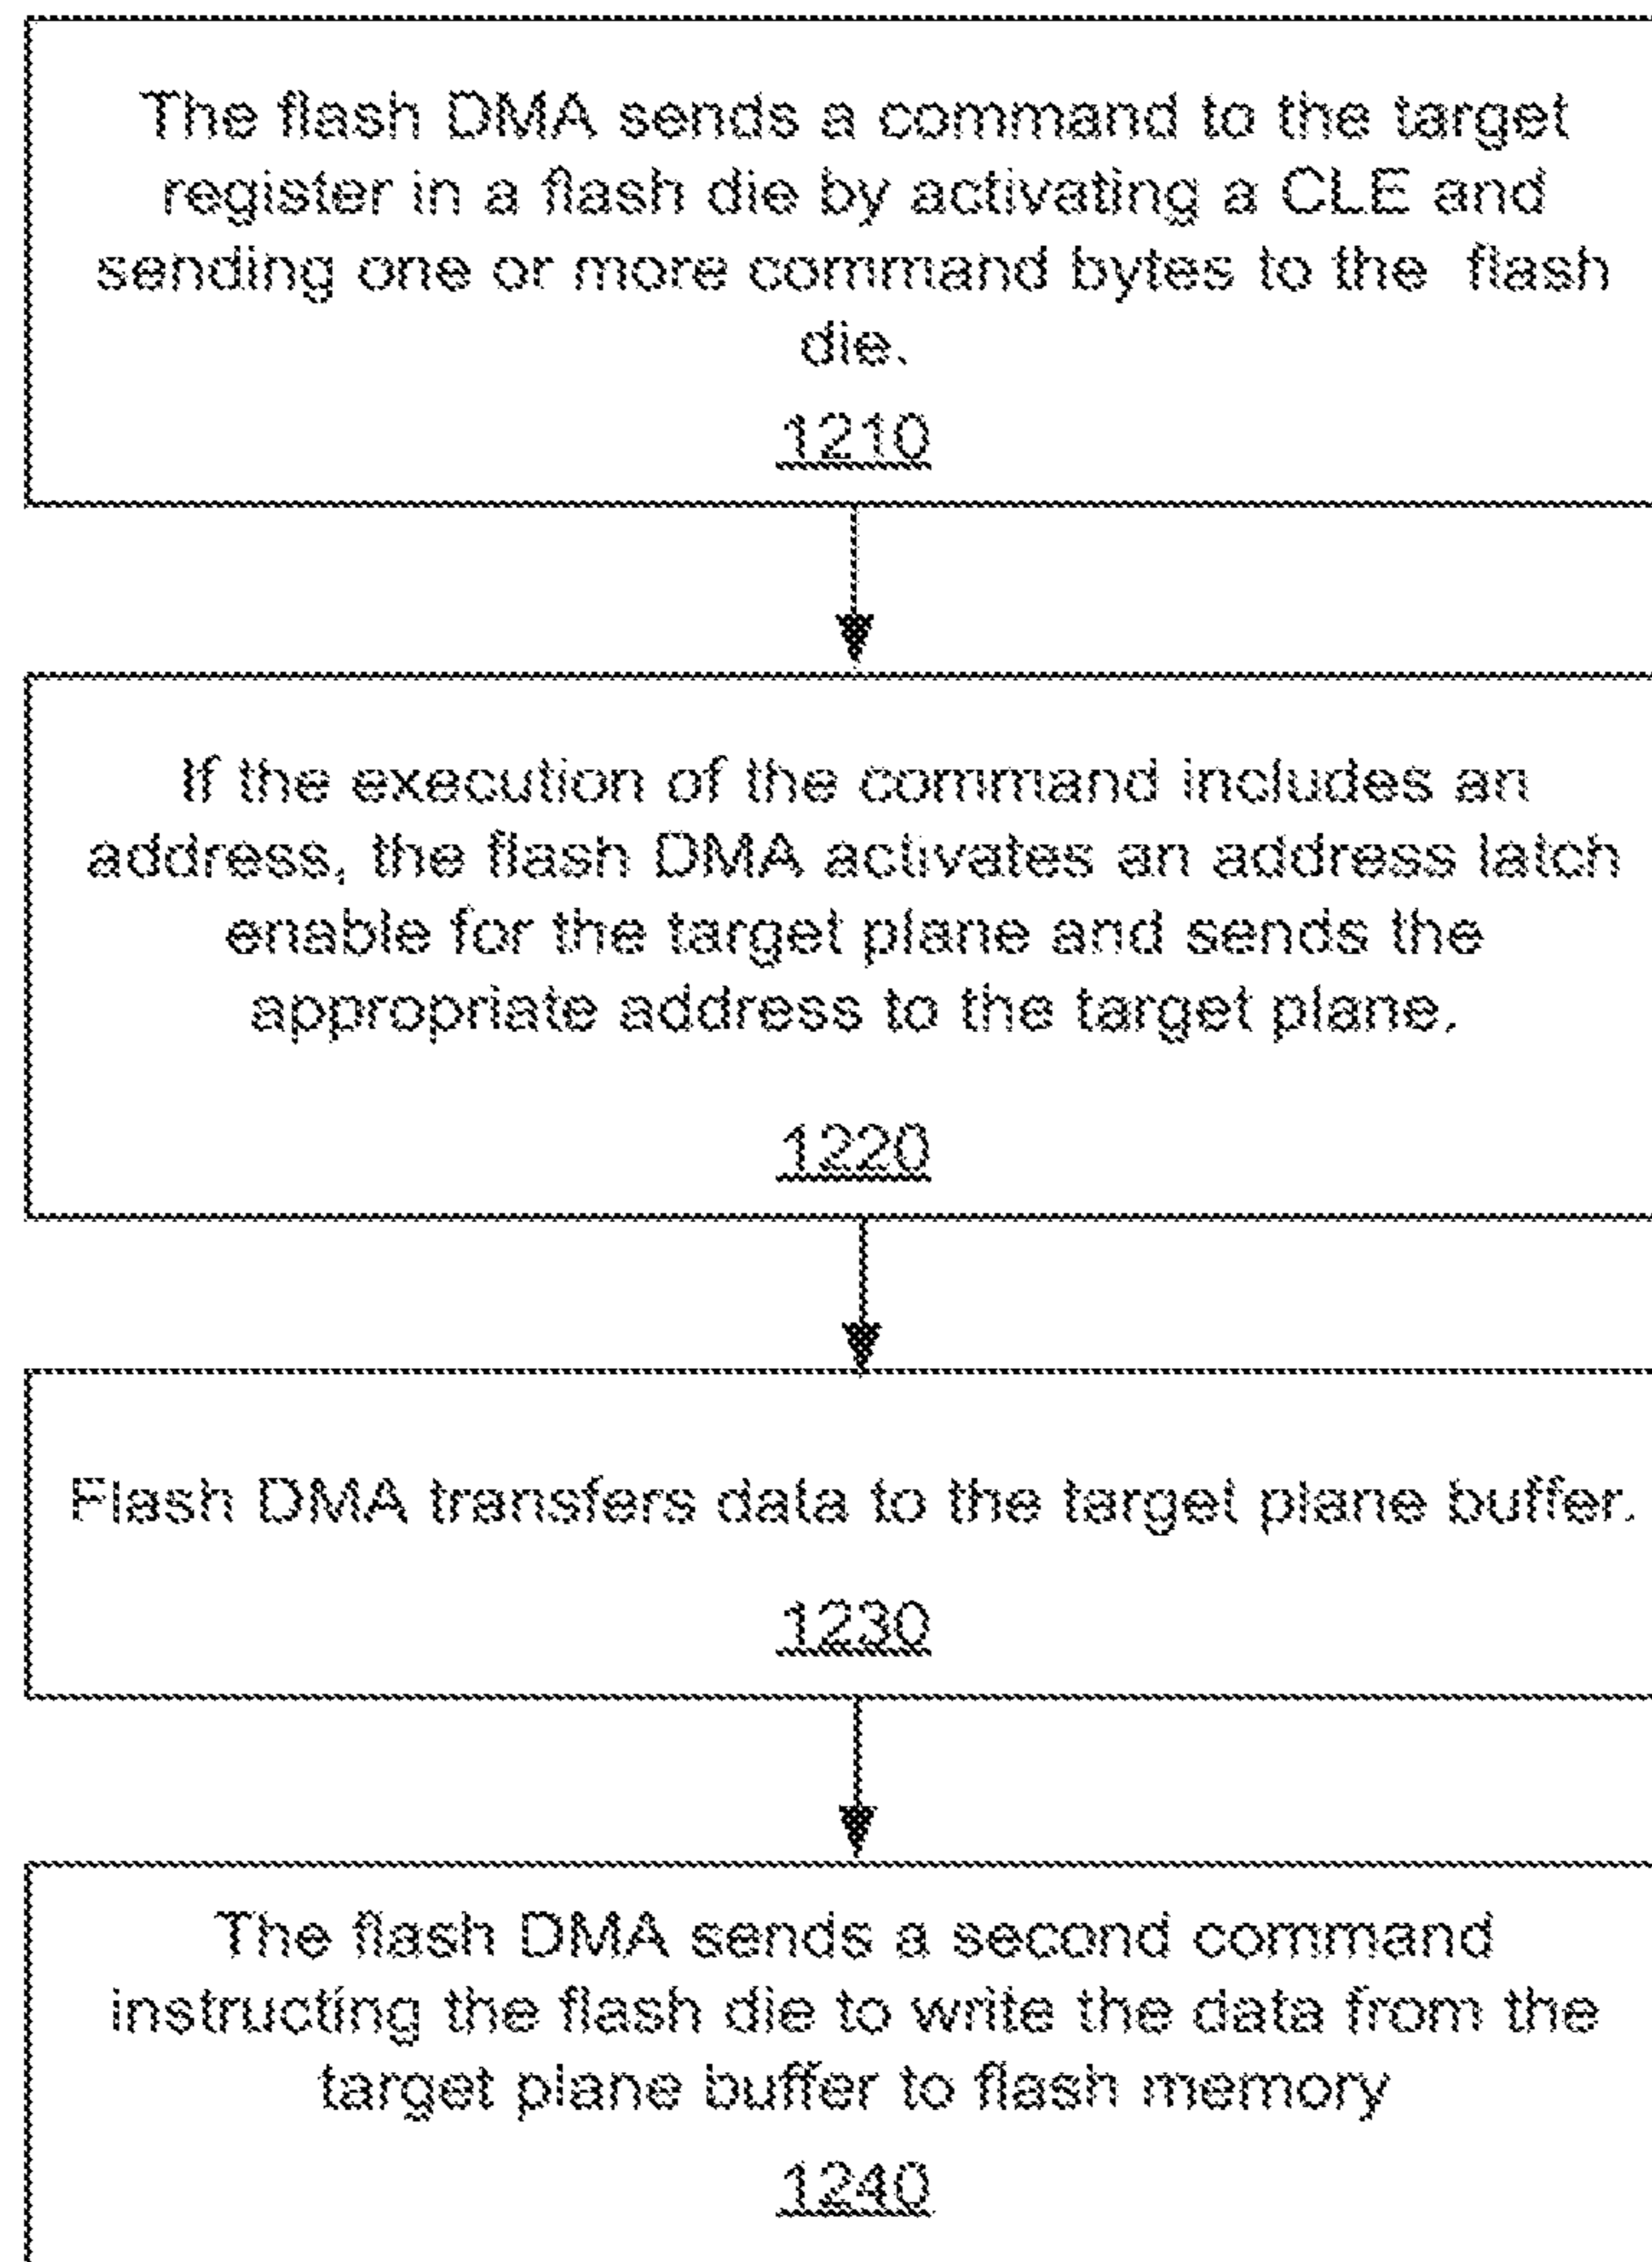 The flash DMA sends a command to the target
register in a flash die by activating a CLE and
sending one or more command bytes to the flash
die.
1210
If the execution of the command includes an
address, the flash DMA activates an address latch
enable for the target plane and sends the
appropriate address to the target plane.
1220
Flash DMA transfers data to the target plane buffer.
1230
The flash DMA sends a second command
instructing the flash die to write the data from the
target plane buffer to flash memory
1240